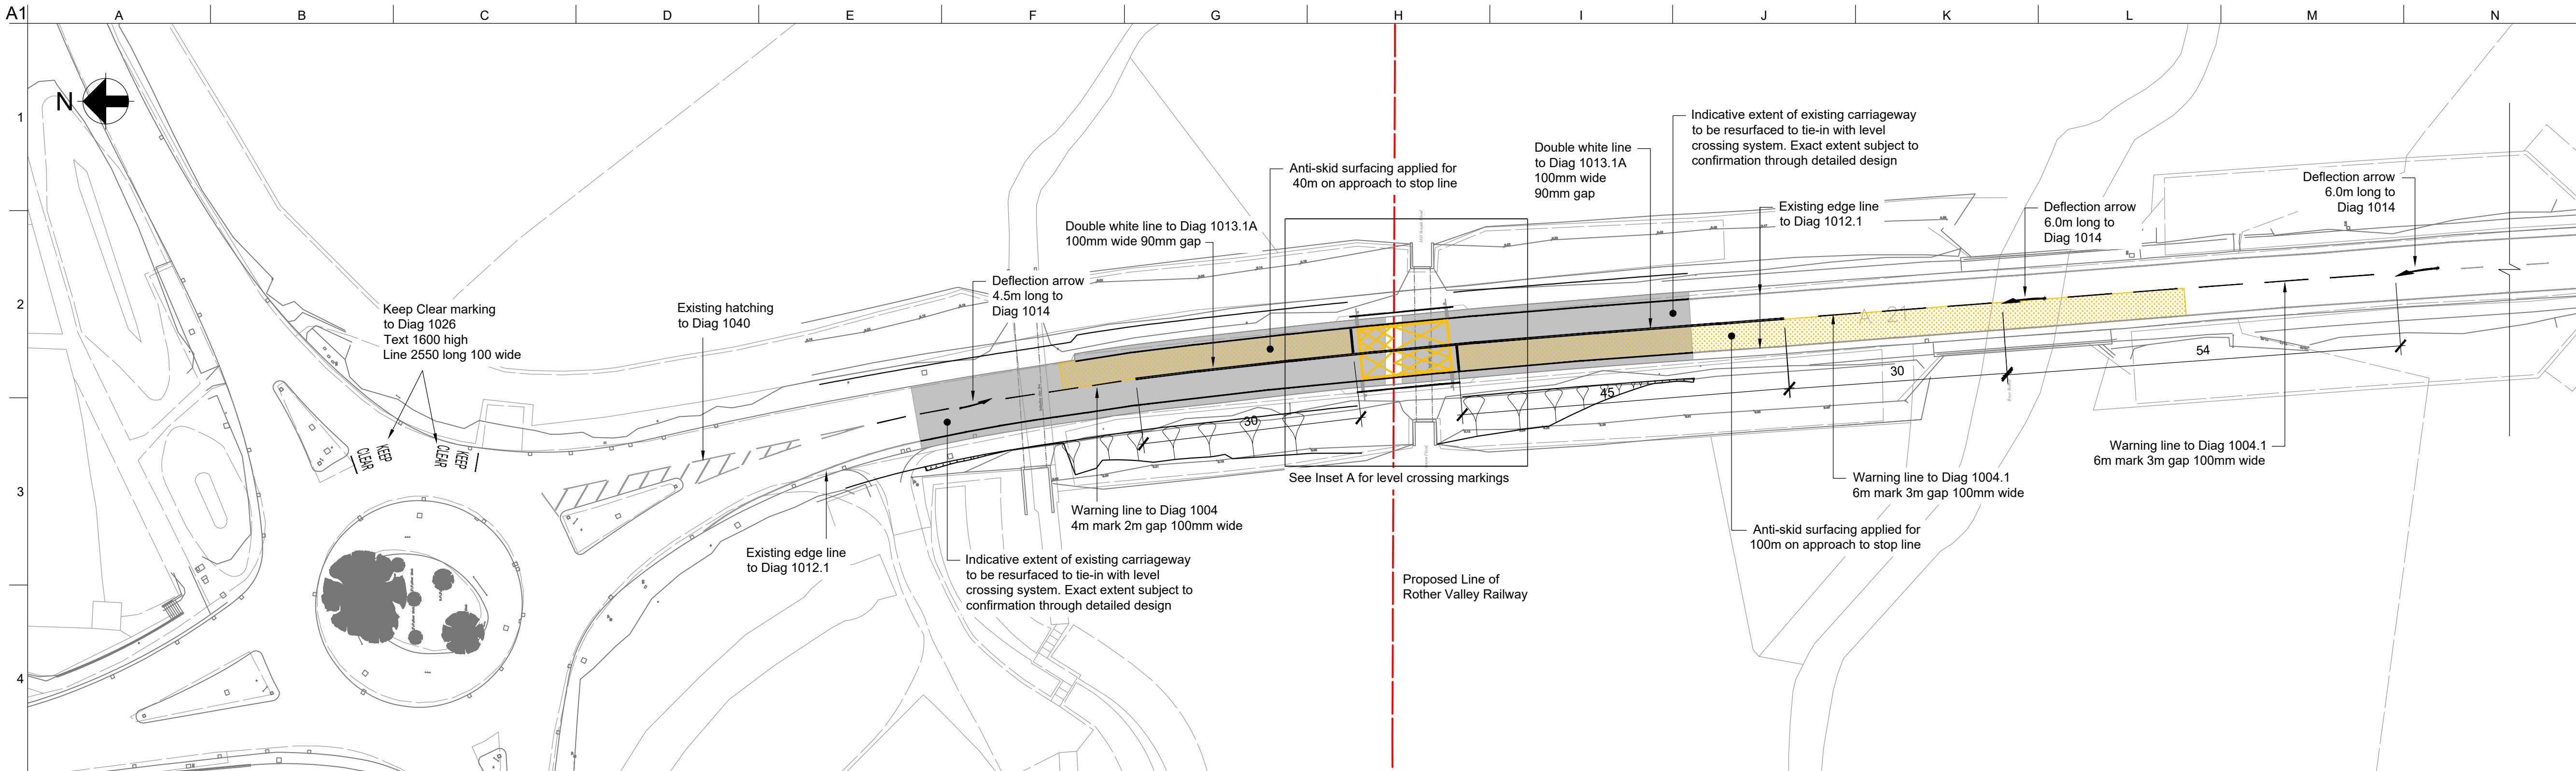 A1
A
B
C
D
E
F
G
H
I
J
K
L
M
N
1
2
3
4
N
Keep Clear marking
to Diag 1026
Text 1600 high
Line 2550 long 100 wide
KEEP
CLEAR
KEEP
CLEAR
Existing hatching
to Diag 1040
Existing edge line
to Diag 1012.1
Deflection arrow
4.5m long to
Diag 1014
Double white line to Diag 1013.1A
100mm wide 90mm gap
Anti-skid surfacing applied for
40m on approach to stop line
Warning line to Diag 1004
4m mark 2m gap 100mm wide
Indicative extent of existing carriageway
to be resurfaced to tie-in with level
crossing system. Exact extent subject to
confirmation through detailed design
30
See Inset A for level crossing markings
Proposed Line of
Rother Valley Railway
Double white line
to Diag 1013.1A
100mm wide
90mm gap
Indicative extent of existing carriageway
to be resurfaced to tie-in with level
crossing system. Exact extent subject to
confirmation through detailed design
Existing edge line
to Diag 1012.1
Deflection arrow
6.0m long to
Diag 1014
Deflection arrow
6.0m long to
Diag 1014
A 21
45
30
54
Warning line to Diag 1004.1
6m mark 3m gap 100mm wide
Warning line to Diag 1004.1
6m mark 3m gap 100mm wide
Anti-skid surfacing applied for
100m on approach to stop line